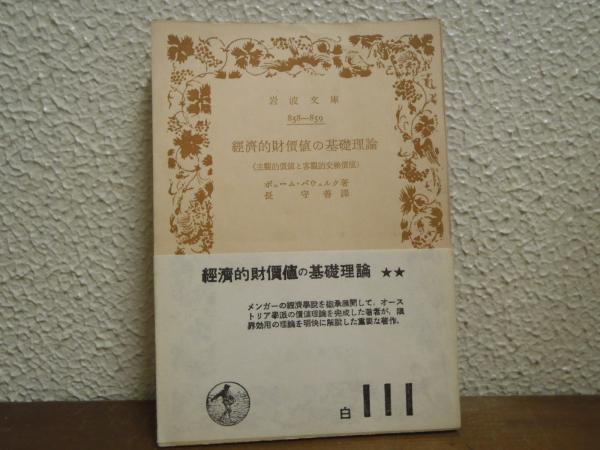 岩波文庫
858—859
經濟的財價値の基礎理論
《主觀的價値と客觀的交換價値》
ボェーム・バウェルク著
長守善譯
經濟的財價値の基礎理論 ★★
メンガーの經濟學説を繼承展開して、オース
トリア學派の價値理論を完成した著者が、限
界効用の理論を明快に解説した重要な著作。
白 111